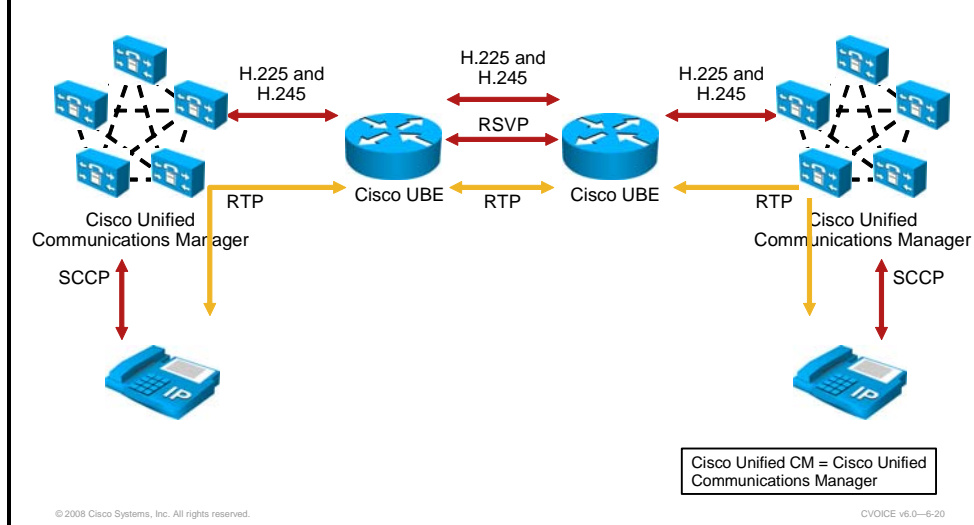 H.225 and
H.245
H.225 and
H.245
H.225 and
H.245
RSVP
RTP
Cisco UBE
RTP
Cisco UBE
RTP
Cisco Unified
Communications Manager
Cisco Unified
Communications Manager
SCCP
SCCP
IP
IP
Cisco Unified CM = Cisco Unified
Communications Manager
© 2008 Cisco Systems, Inc. All rights reserved.
CVOICE v6.0—6-20